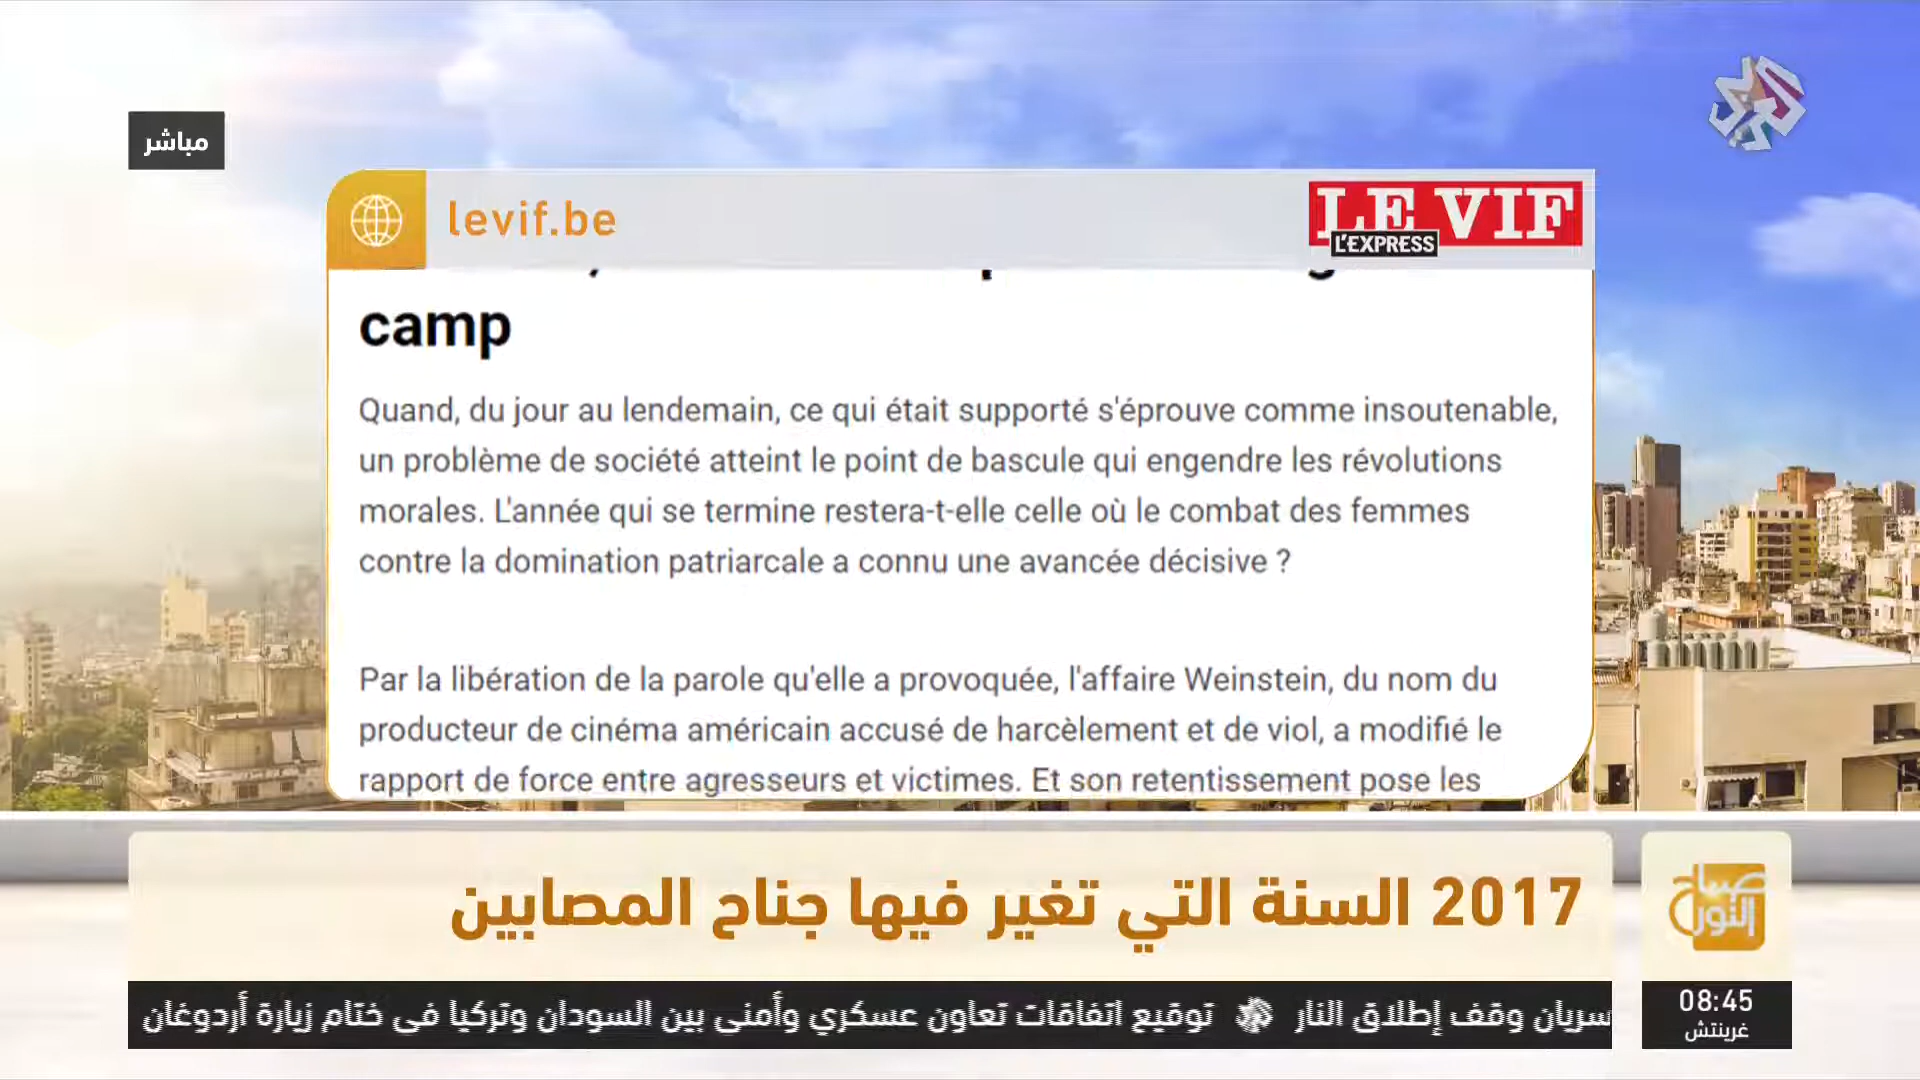 مباشر
levif.be
LE VIF
L'EXPRESS
camp
Quand, du jour au lendemain, ce qui était supporté s'éprouve comme insoutenable,
un problème de société atteint le point de bascule qui engendre les révolutions
morales. L'année qui se termine restera-t-elle celle où le combat des femmes
contre la domination patriarcale a connu une avancée décisive ?
Par la libération de la parole qu'elle a provoquée, l'affaire Weinstein, du nom du
producteur de cinéma américain accusé de harcèlement et de viol, a modifié le
rapport de force entre agresseurs et victimes. Et son retentissement pose les
2017 السنة التي تغير فيها جناح المصابين
صباح النور
سريان وقف إطلاق النار توقيع اتفاقات تعاون عسكري وأمني بين السودان وتركيا في ختام زيارة أردوغان
08:45
غرينتش